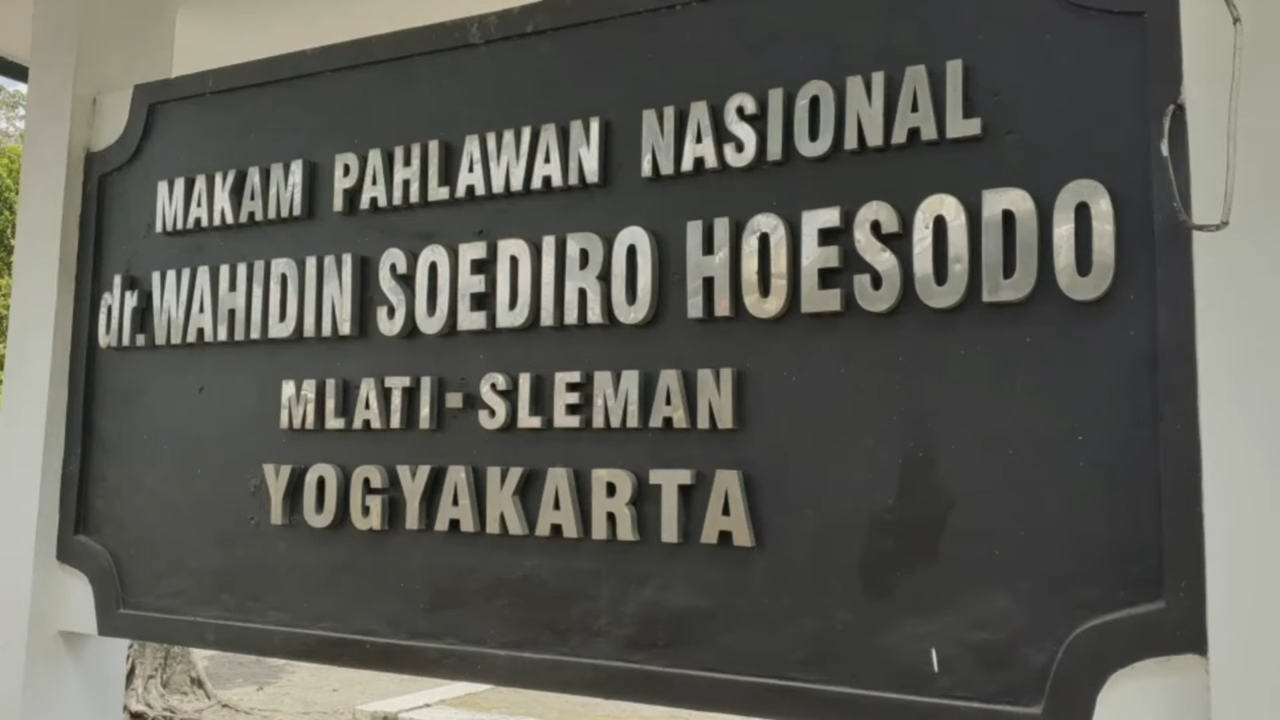 MAKAM PAHLAWAN NASIONAL
dr.WAHIDIN SOEDIRO HOESODO
MLATI-SLEMAN
YOGYAKARTA